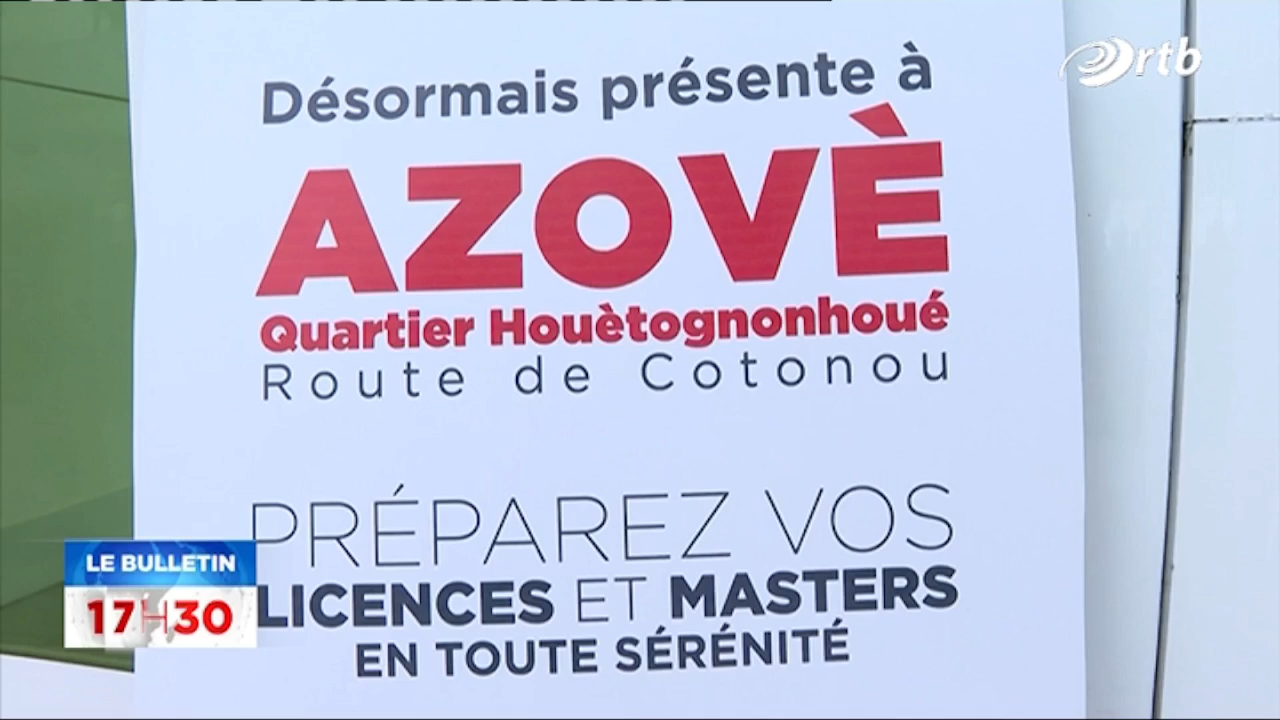 rtb
Désormais présente à
AZOVÈ
Quartier Houètognonhoué
Route de Cotonou
PRÉPAREZ VOS
LICENCES ET MASTERS
EN TOUTE SÉRÉNITÉ
LE BULLETIN
17H30